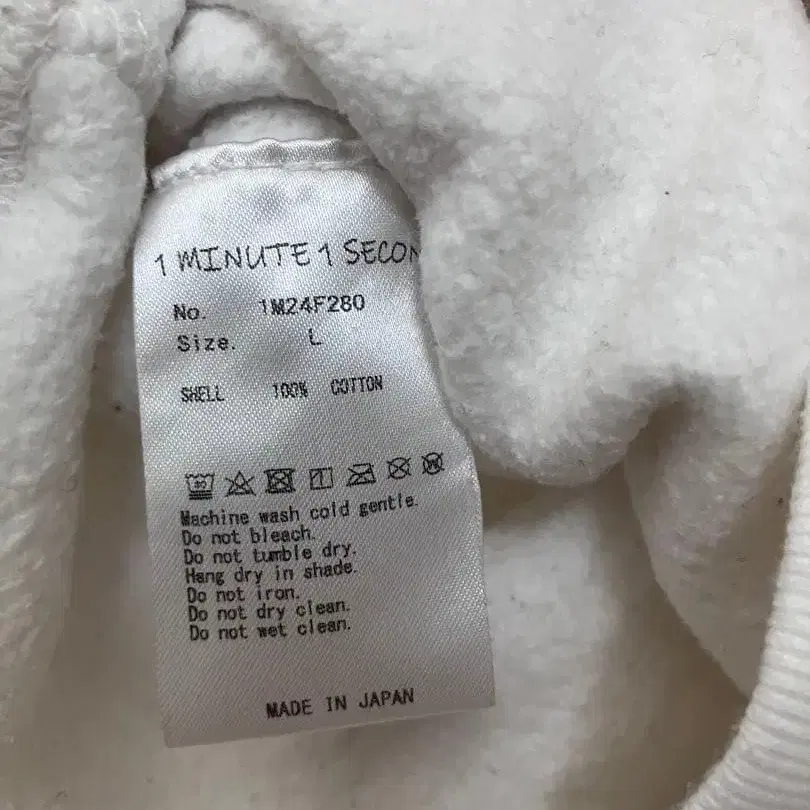 1 MINUTE 1 SECON
No. 1M24F280
Size. L
SHELL 100% COTTON
30
Machine wash cold gentle.
Do not bleach.
Do not tumble dry.
Hang dry in shade.
Do not iron.
Do not dry clean.
Do not wet clean.
MADE IN JAPAN